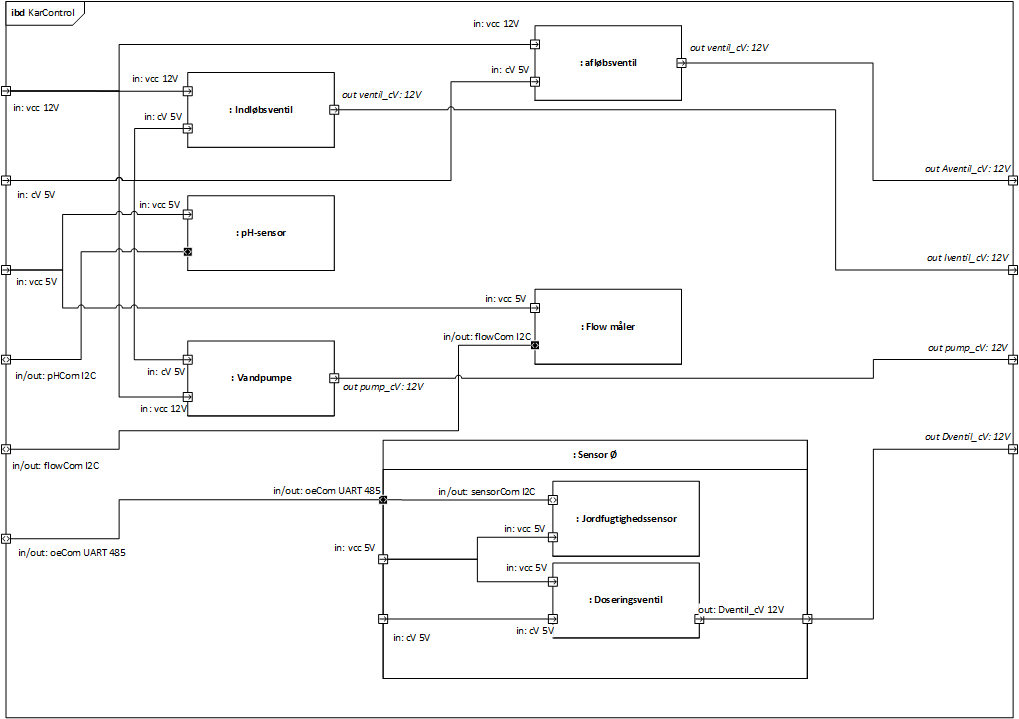 ibd KarControl
in: vcc 12V
out ventil_cV: 12V
: afløbsventil
in: cV 5V
in: vcc 12V
out ventil_cV: 12V
in: vcc 12V
: Indløbsventil
in: cV 5V
out Aventil_cV: 12V
in: cV 5V
in: vcc 5V
: pH-sensor
out Iventil_cV: 12V
in: vcc 5V
in: vcc 5V
: Flow måler
in/out: flowCom I2C
out pump_cV: 12V
in/out: pHCom I2C
in: cV 5V
: Vandpumpe
out pump_cV: 12V
in: vcc 12V
out Dventil_cV: 12V
: Sensor Ø
in/out: flowCom I2C
in/out: oeCom UART 485
in/out: sensorCom I2C
: Jordfugtighedssensor
in: vcc 5V
in: vcc 5V
in/out: oeCom UART 485
in: vcc 5V
: Doseringsventil
out: Dventil_cV 12V
in: cV 5V
in: cV 5V